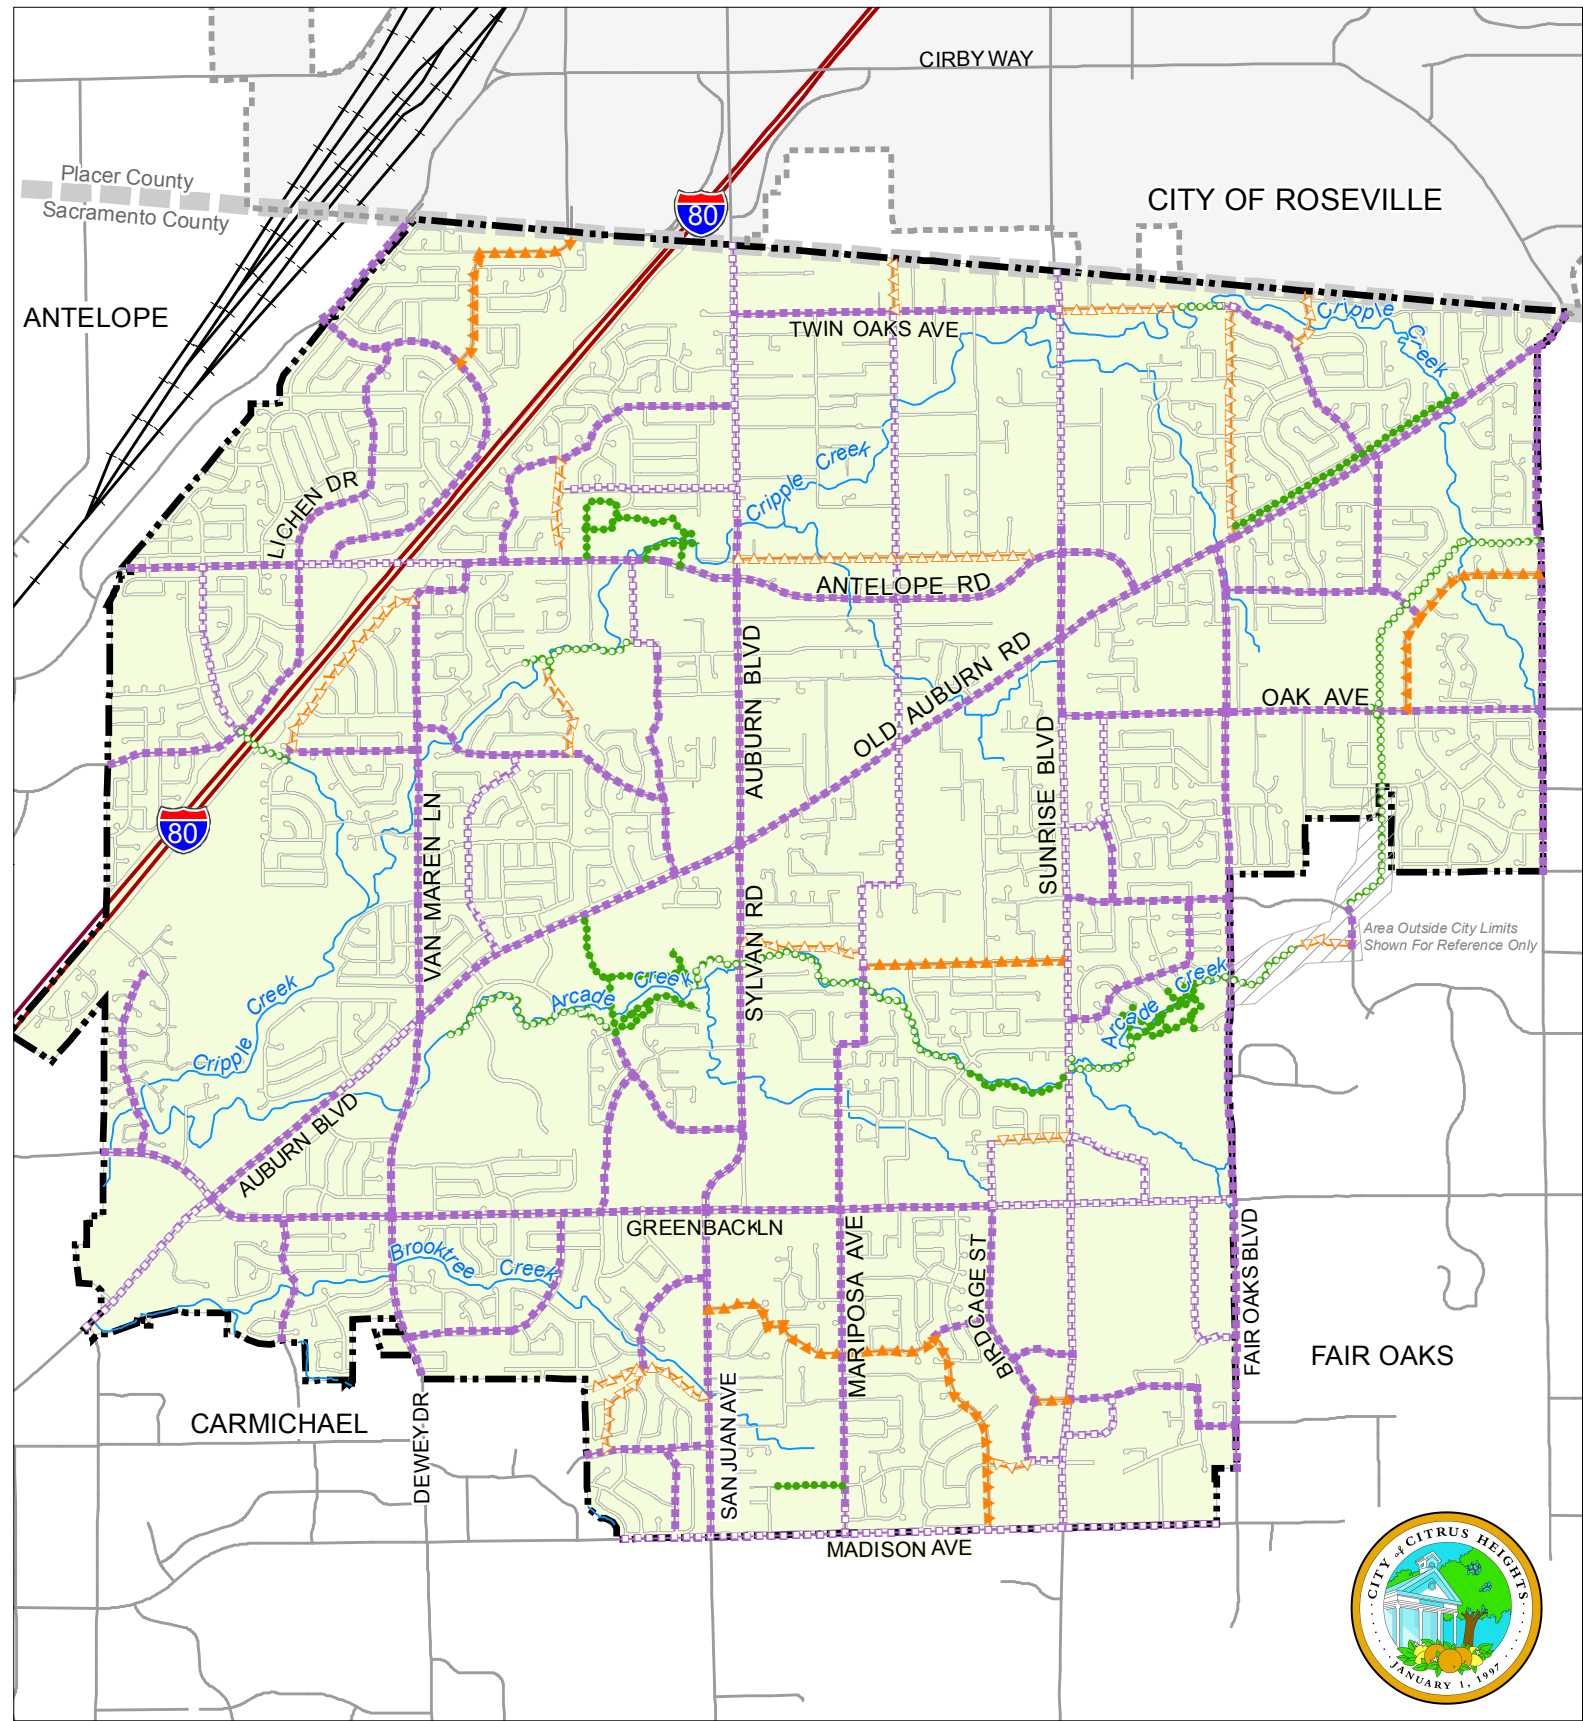 CIRBY WAY
Placer County
Sacramento County
80
CITY OF ROSEVILLE
ANTELOPE
TWIN OAKS AVE
Cripple
Creek
LICHEN DR
Cripple Creek
ANTELOPE RD
AUBURN BLVD
OLD AUBURN RD
OAK AVE
SUNRISE BLVD
VAN MAREN LN
80
SYLVAN RD
Area Outside City Limits
Shown For Reference Only
Arcade Creek
Arcade Creek
Cripple Creek
AUBURN BLVD
GREENBACK LN
Brooktree Creek
MARIPOSA AVE
BIRD CAGE ST
FAIR OAKS BLVD
FAIR OAKS
CARMICHAEL
DEWEY DR
SAN JUAN AVE
MADISON AVE
CITY of CITRUS HEIGHTS
JANUARY 1, 1997